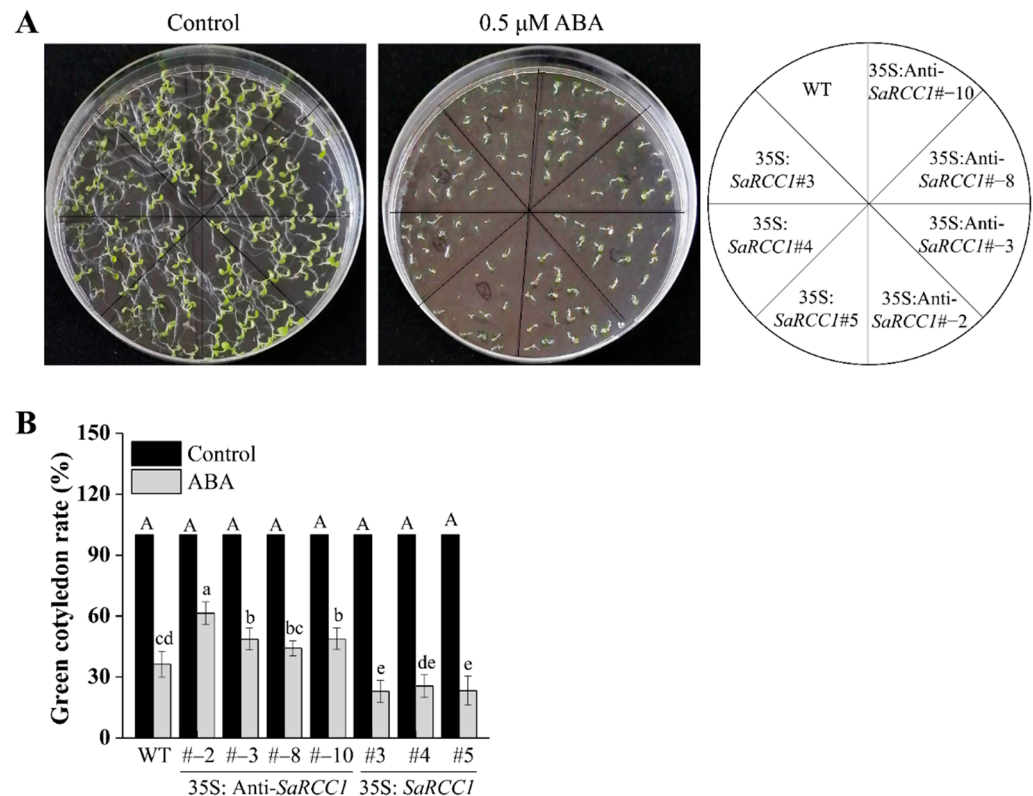 A
Control
0.5 μM ABA
WT
35S:Anti-
SaRCC1#−10
35S:
SaRCC1#3
35S:Anti-
SaRCC1#−8
35S:
SaRCC1#4
35S:Anti-
SaRCC1#−3
35S:
SaRCC1#5
35S:Anti-
SaRCC1#−2
B
Green cotyledon rate (%)
150
120
90
60
30
0
Control
ABA
A A A A A A A A
cd a b bc b e de e
WT #−2 #−3 #−8 #−10 #3 #4 #5
35S: Anti-SaRCC1 35S: SaRCC1